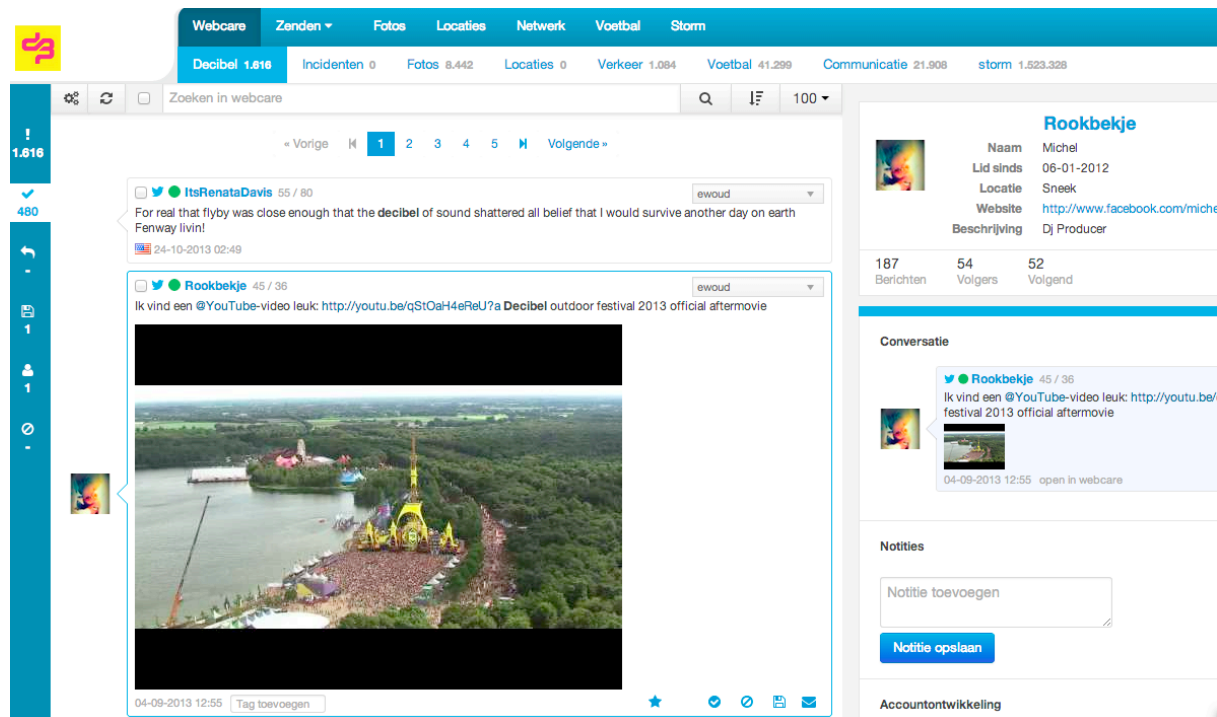 Webcare Zenden Fotos Locaties Netwerk Voetbal Storm
Decibel 1.616 Incidenten 0 Fotos 8.442 Locaties 0 Verkeer 1.084 Voetbal 41.299 Communicatie 21.908 storm 1.523.328
Zoeken in webcare 100
!
1.616
480
-
1
1
-
« Vorige 1 2 3 4 5 Volgende »
ItsRenataDavis 55 / 80 ewoud
For real that flyby was close enough that the decibel of sound shattered all belief that I would survive another day on earth
Fenway livin!
24-10-2013 02:49
Rookbekje 45 / 36 ewoud
Ik vind een @YouTube-video leuk: http://youtu.be/qStOaH4eReU?a Decibel outdoor festival 2013 official aftermovie
04-09-2013 12:55 Tag toevoegen
Rookbekje
Naam Michel
Lid sinds 06-01-2012
Locatie Sneek
Website http://www.facebook.com/miche
Beschrijving Dj Producer
187 54 52
Berichten Volgers Volgend
Conversatie
Rookbekje 45 / 36
Ik vind een @YouTube-video leuk: http://youtu.be/
festival 2013 official aftermovie
04-09-2013 12:55 open in webcare
Notities
Notitie toevoegen
Notitie opslaan
Accountontwikkeling